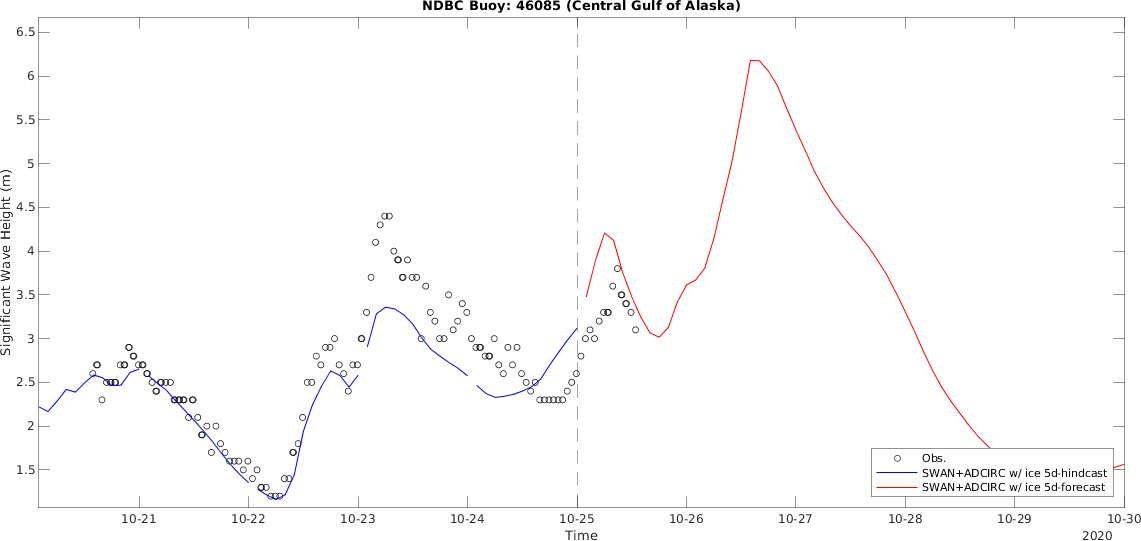 NDBC Buoy: 46085 (Central Gulf of Alaska)
6.5
6
5.5
5
4.5
4
3.5
3
2.5
2
1.5
Significant Wave Height (m)
Obs.
SWAN+ADCIRC w/ ice 5d-hindcast
SWAN+ADCIRC w/ ice 5d-forecast
10-21 10-22 10-23 10-24 10-25 10-26 10-27 10-28 10-29 10-30
Time
2020